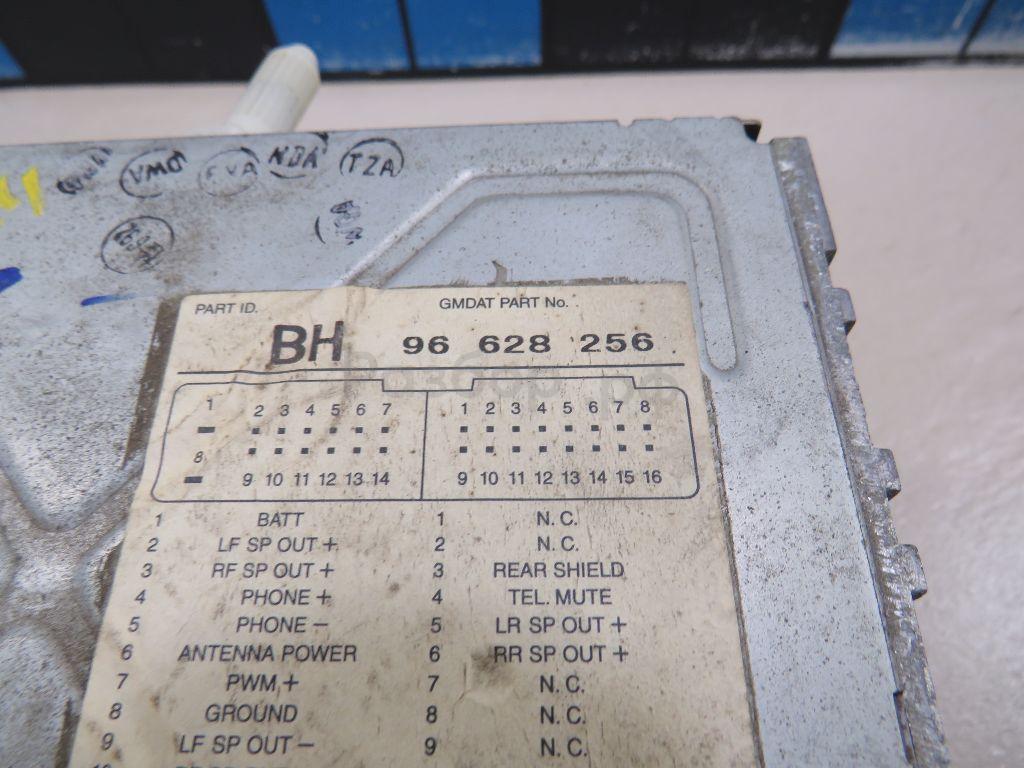 VMO EVA NDA TZA
PART ID. GMDAT PART No.
BH 96 628 256
Разбор.рф
1 2 3 4 5 6 7 1 2 3 4 5 6 7 8
8 9 10 11 12 13 14 9 10 11 12 13 14 15 16
1 BATT 1 N.C.
2 LF SP OUT + 2 N.C.
3 RF SP OUT + 3 REAR SHIELD
4 PHONE + 4 TEL. MUTE
5 PHONE – 5 LR SP OUT +
6 ANTENNA POWER 6 RR SP OUT +
7 PWM + 7 N.C.
8 GROUND 8 N.C.
9 LF SP OUT – 9 N.C.